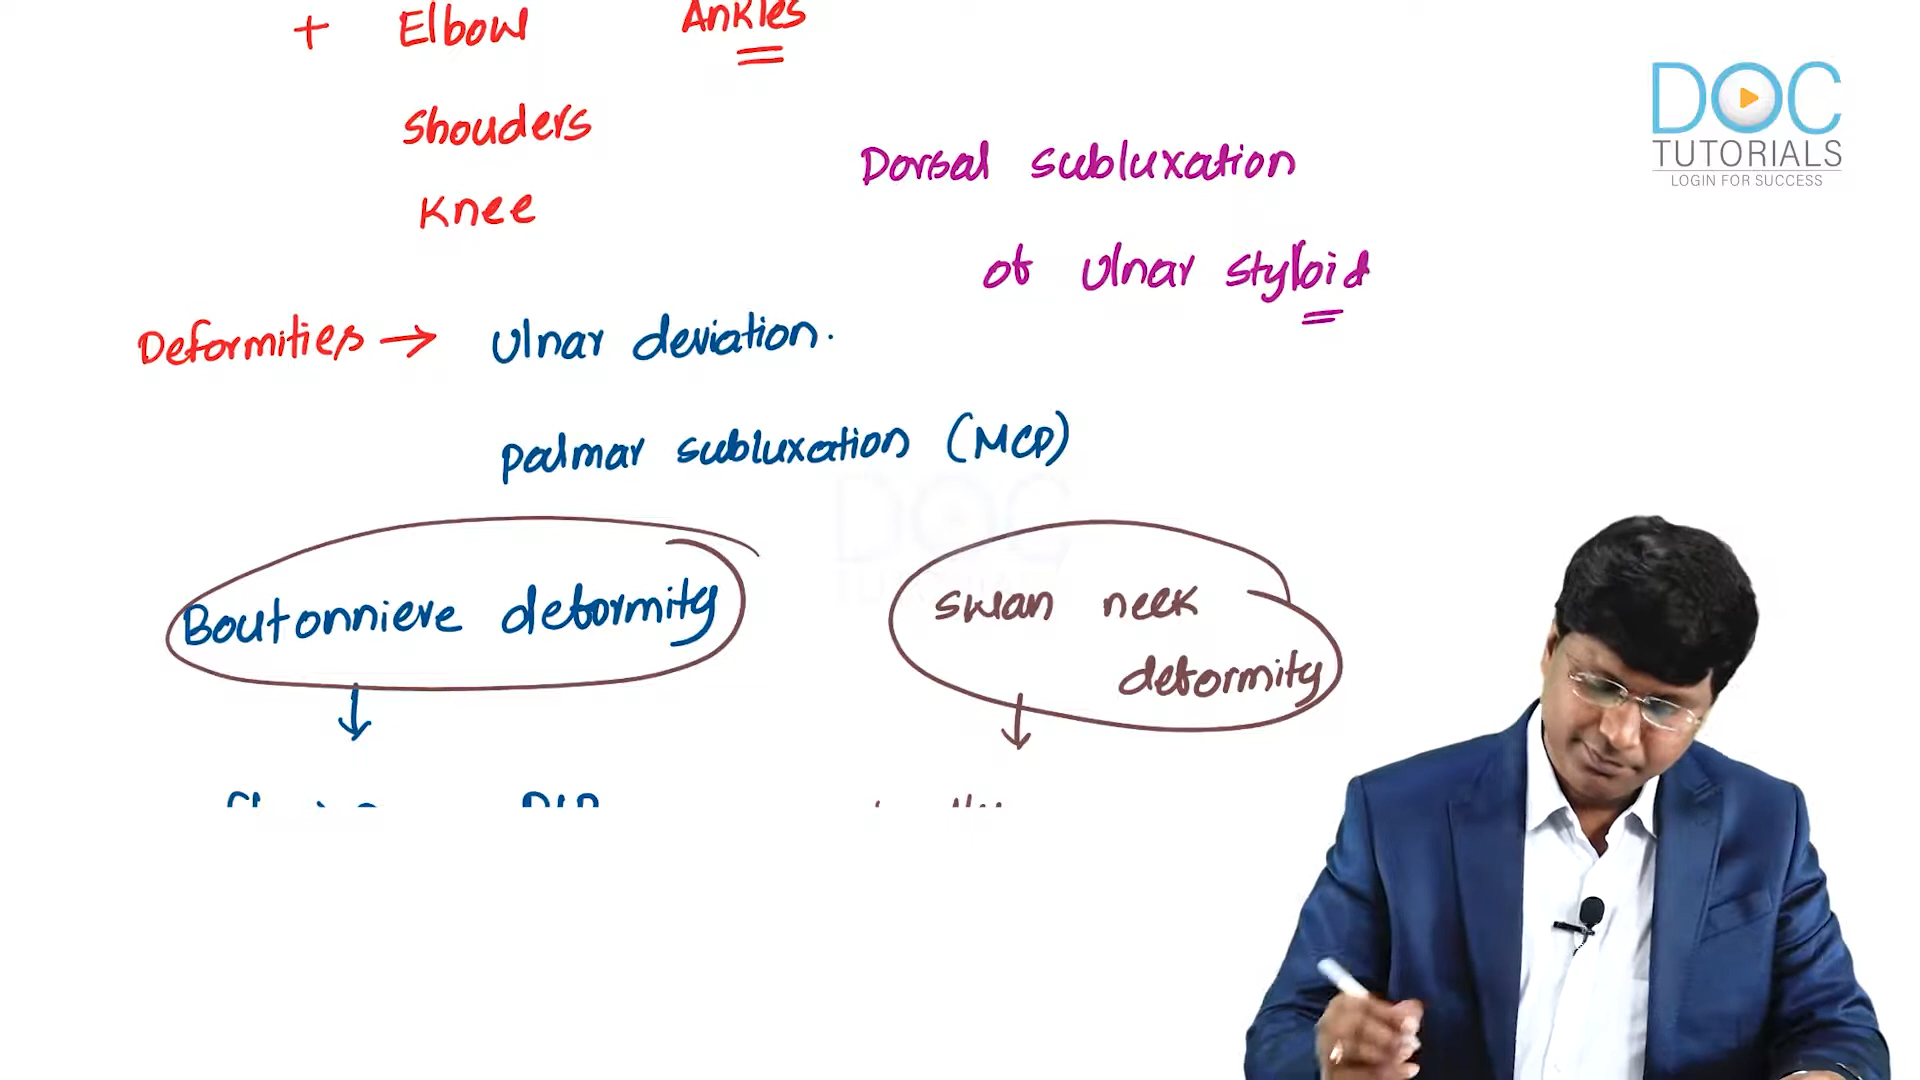 + Elbow Ankles
Shouders
Knee
DOC
TUTORIALS
LOGIN FOR SUCCESS
Dorsal subluxation
of ulnar styloid
Deformities → ulnar deviation.
palmar subluxation (MCP)
Boutonniere deformity
swan neck
deformity
↓ ↓